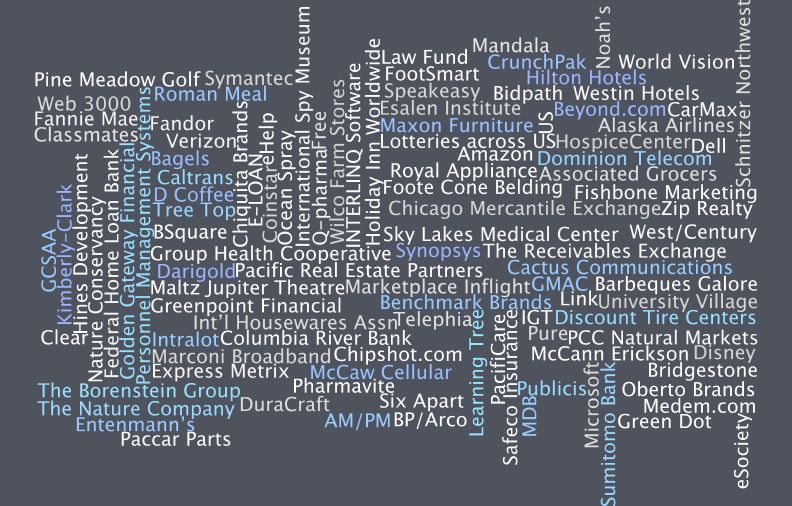 Mandala
Noah's
Law Fund
CrunchPak
World Vision
Pine Meadow Golf
Symantec
FootSmart
Hilton Hotels
Roman Meal
Speakeasy
Bidpath
Westin Hotels
Web 3000
Esalen Institute
Beyond.com
CarMax
Fannie Mae
Fandor
Maxon Furniture
US
Alaska Airlines
Classmates
Verizon
Lotteries across US
HospiceCenter
Dell
Bagels
Amazon
Dominion Telecom
Caltrans
Royal Appliance
Associated Grocers
D Coffee
Foote Cone Belding
Fishbone Marketing
Tree Top
Chicago Mercantile Exchange
Zip Realty
BSquare
Sky Lakes Medical Center
West/Century
Group Health Cooperative
Synopsys
The Receivables Exchange
Darigold
Pacific Real Estate Partners
Cactus Communications
Maltz Jupiter Theatre
Marketplace Inflight
GMAC
Barbeques Galore
Greenpoint Financial
Benchmark Brands
Link
University Village
Int'l Housewares Assn
Telephia
IGT
Discount Tire Centers
Clear
Intralot
Columbia River Bank
Pure
PCC Natural Markets
Marconi Broadband
Chipshot.com
McCann Erickson
Disney
Express Metrix
McCaw Cellular
Bridgestone
The Borenstein Group
Pharmavite
Publicis
Oberto Brands
The Nature Company
DuraCraft
Six Apart
Medem.com
Entenmann's
AM/PM
BP/Arco
Green Dot
Paccar Parts
GCSAA
Kimberly-Clark
Hines Development
Nature Conservancy
Federal Home Loan Bank
Golden Gateway Financial
Personnel Management Systems
Chiquita Brands
E-LOAN
Coinstar
eHelp
Ocean Spray
International Spy Museum
Q-pharma
Free
Wilco Farm Stores
INTERLINQ Software
Holiday Inn Worldwide
Learning Tree
PacifiCare
Safeco Insurance
MDB
Microsoft
Sumitomo Bank
Schnitzer Northwest
eSociety